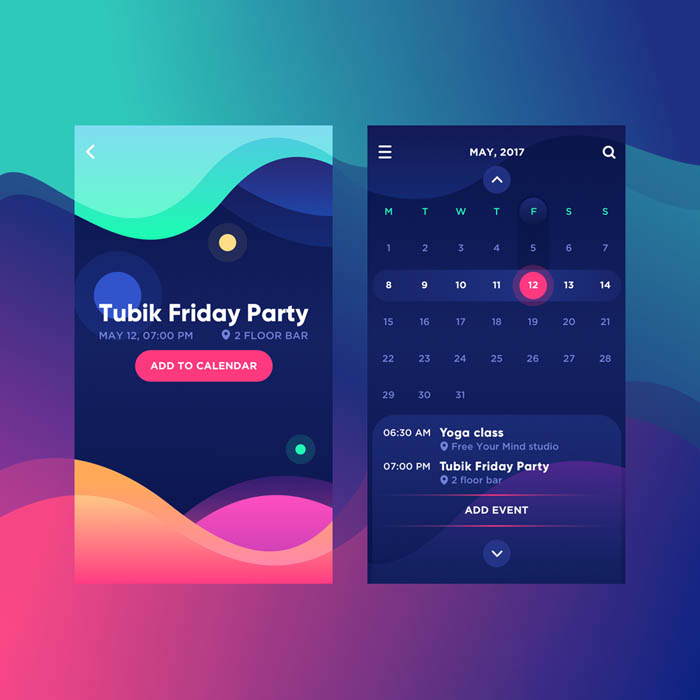 Tubik Friday Party
MAY 12, 07:00 PM 2 FLOOR BAR
ADD TO CALENDAR
MAY, 2017
M T W T F S S
1 2 3 4 5 6 7
8 9 10 11 12 13 14
15 16 17 18 19 20 21
22 23 24 25 26 27 28
29 30 31
06:30 AM Yoga class
Free Your Mind studio
07:00 PM Tubik Friday Party
2 floor bar
ADD EVENT